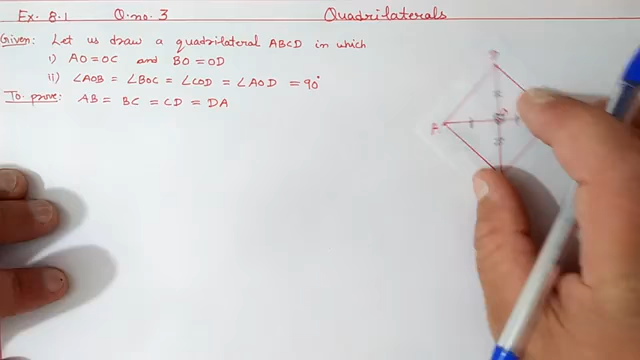 Ex. 8.1 Q.no. 3 Quadrilaterals
Given: Let us draw a quadrilateral ABCD in which
i) AO = OC and BO = OD
ii) ∠AOB = ∠BOC = ∠COD = ∠AOD = 90°
To prove: AB = BC = CD = DA
A